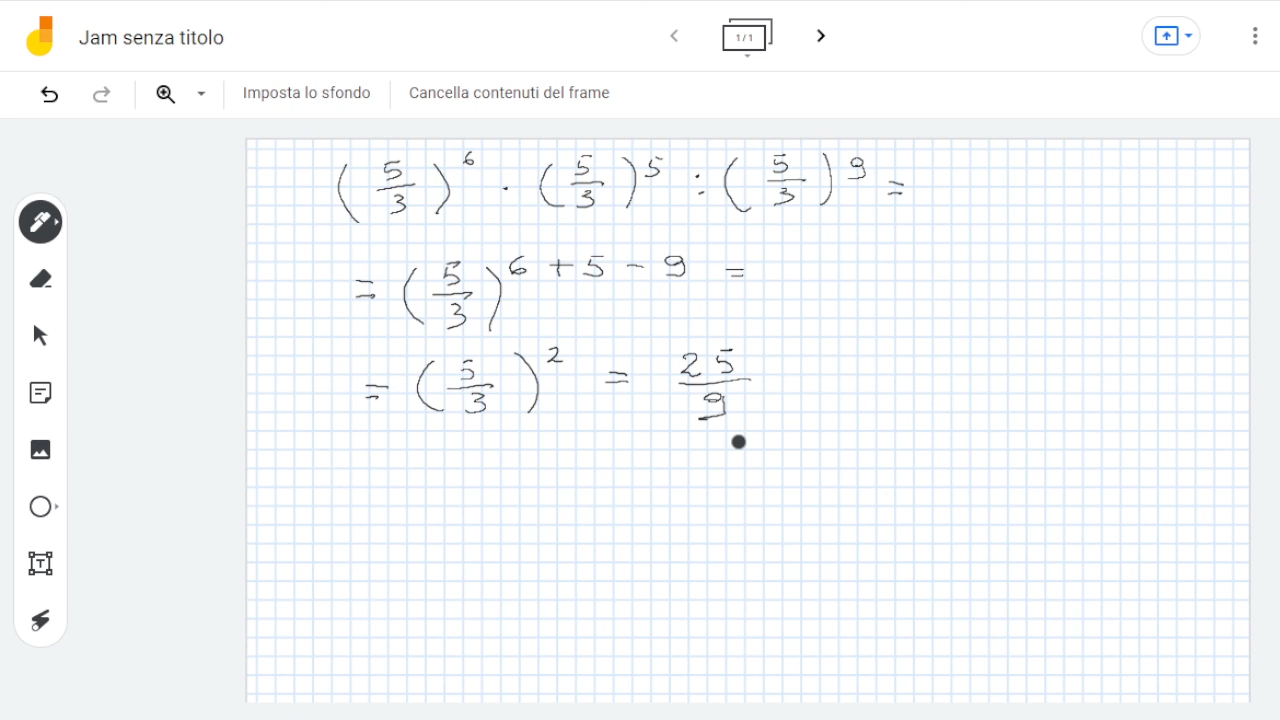 Jam senza titolo
1/1
Imposta lo sfondo
Cancella contenuti del frame
(5/3)^6 · (5/3)^5 : (5/3)^9 =
= (5/3)^6+5-9 =
= (5/3)^2 = 25/9
T